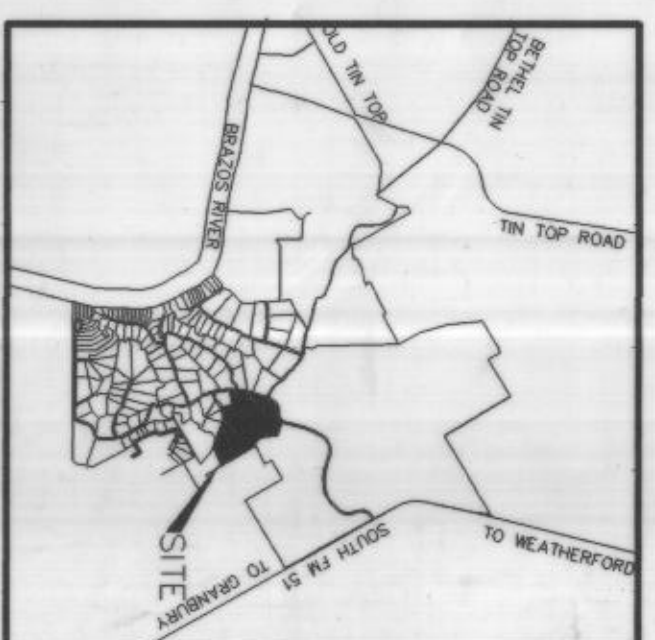 OLD TIN TOP
BETHEL TIN
TOP ROAD
BRAZOS RIVER
TIN TOP ROAD
SITE
TO GRANBURY
SOUTH FM 51
TO WEATHERFORD